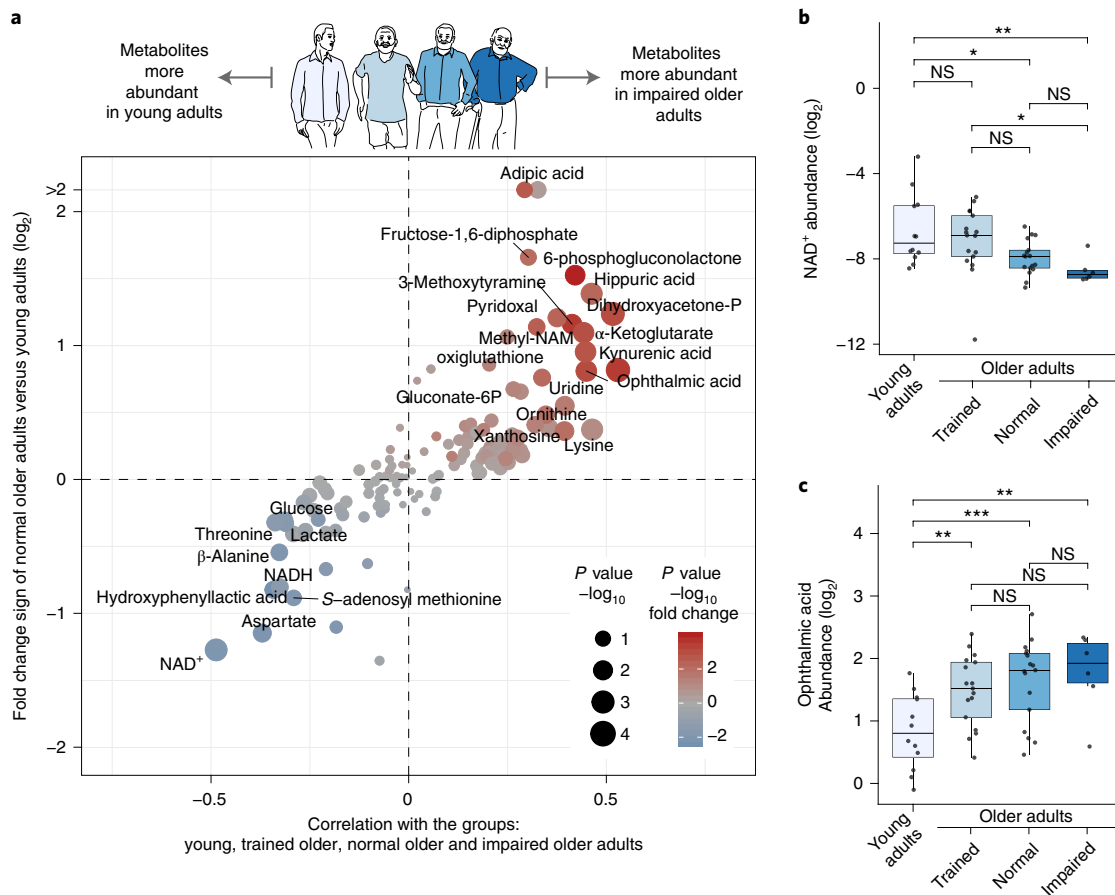 a
Metabolites
more
abundant
in young adults
Metabolites
more abundant
in impaired older
adults
Fold change sign of normal older adults versus young adults (log2)
>2
2
1
0
−1
−2
Adipic acid
Fructose-1,6-diphosphate
6-phosphogluconolactone
3-Methoxytyramine
Hippuric acid
Pyridoxal
Dihydroxyacetone-P
Methyl-NAM
α-Ketoglutarate
oxiglutathione
Kynurenic acid
Uridine
Ophthalmic acid
Gluconate-6P
Ornithine
Xanthosine
Lysine
Glucose
Threonine
Lactate
β-Alanine
NADH
Hydroxyphenyllactic acid
S–adenosyl methionine
Aspartate
NAD+
P value
−log10
1
2
3
4
P value
−log10
fold change
2
0
−2
−0.5
0
0.5
Correlation with the groups:
young, trained older, normal older and impaired older adults
b
NAD+ abundance (log2)
0
−4
−8
−12
**
*
NS
NS
*
NS
Young
adults
Older adults
Trained
Normal
Impaired
c
Ophthalmic acid
Abundance (log2)
4
3
2
1
0
**
***
**
NS
NS
NS
Young
adults
Older adults
Trained
Normal
Impaired